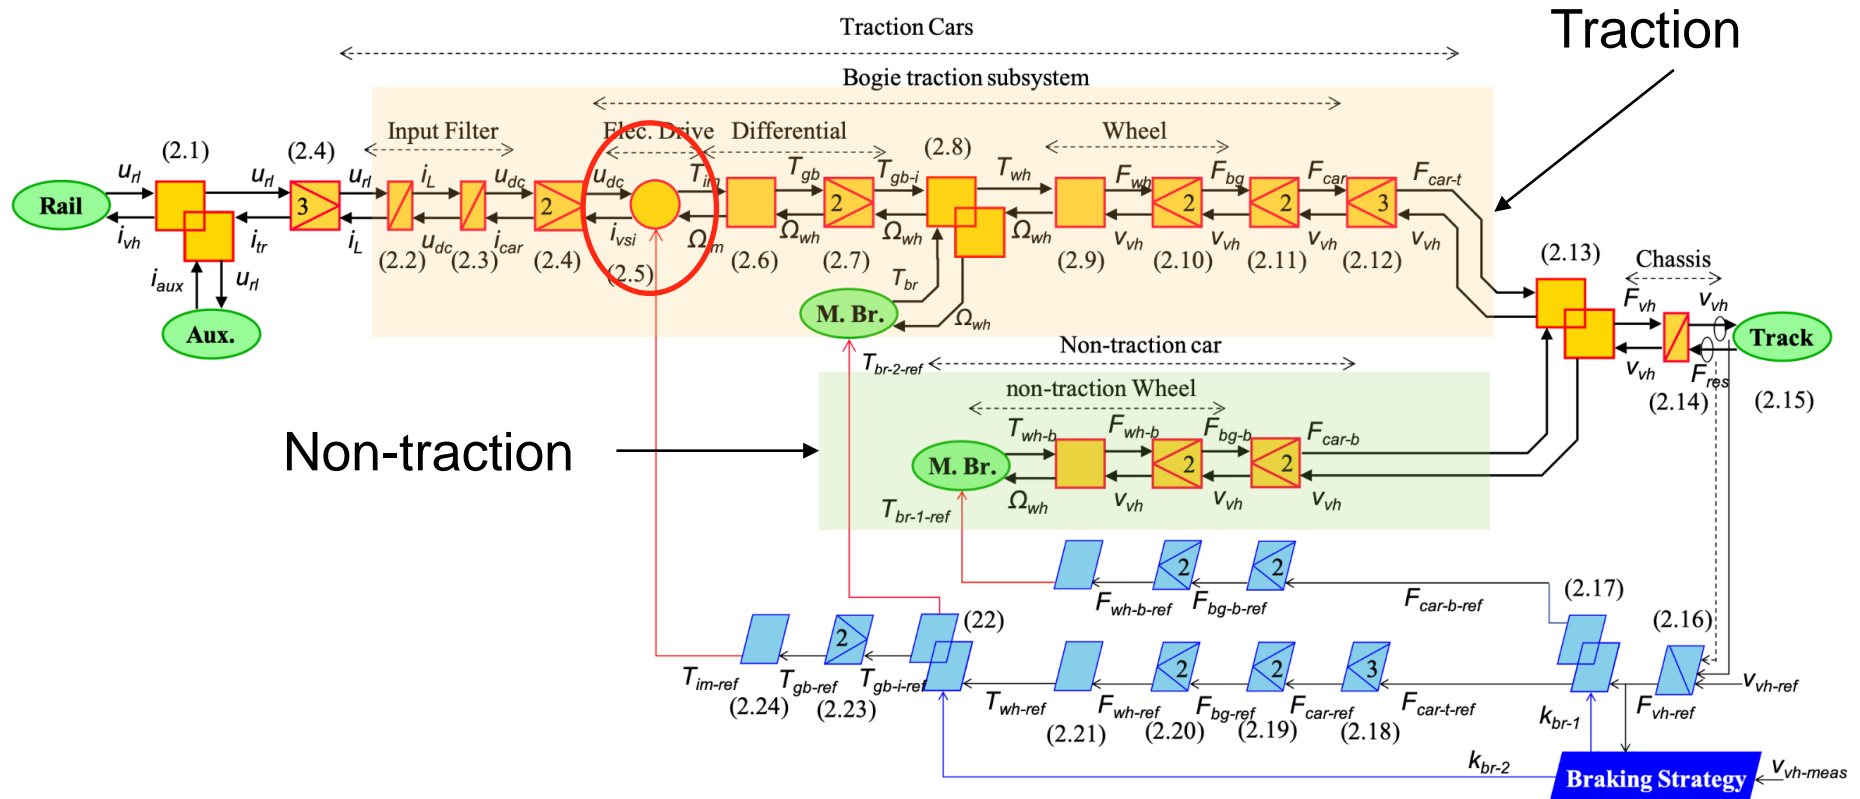 Traction Cars
Traction
Bogie traction subsystem
Input Filter
Elec. Drive
Differential
Wheel
(2.1)
(2.4)
(2.8)
u_rl
u_rl
u_rl
i_L
u_dc
u_dc
T_im
T_gb
T_gb-i
T_wh
F_wh
F_bg
F_car
F_car-t
Rail
3
2
2
2
2
3
i_vh
i_tr
i_L
u_dc
i_car
i_vsi
Ω_m
Ω_wh
Ω_wh
Ω_wh
v_vh
v_vh
v_vh
v_vh
(2.2)
(2.3)
(2.4)
(2.5)
(2.6)
(2.7)
(2.9)
(2.10)
(2.11)
(2.12)
(2.13)
Chassis
i_aux
u_rl
T_br
F_vh
v_vh
Aux.
M. Br.
Ω_wh
Track
Non-traction car
T_br-2-ref
v_vh
F_res
(2.14)
(2.15)
non-traction Wheel
Non-traction
T_wh-b
F_wh-b
F_bg-b
F_car-b
M. Br.
2
2
Ω_wh
v_vh
v_vh
v_vh
T_br-1-ref
2
2
F_wh-b-ref
F_bg-b-ref
F_car-b-ref
(2.17)
(22)
(2.16)
2
2
2
3
T_im-ref
T_gb-ref
T_gb-i-ref
T_wh-ref
F_wh-ref
F_bg-ref
F_car-ref
F_car-t-ref
F_vh-ref
v_vh-ref
(2.24)
(2.23)
(2.21)
(2.20)
(2.19)
(2.18)
k_br-1
k_br-2
Braking Strategy
v_vh-meas